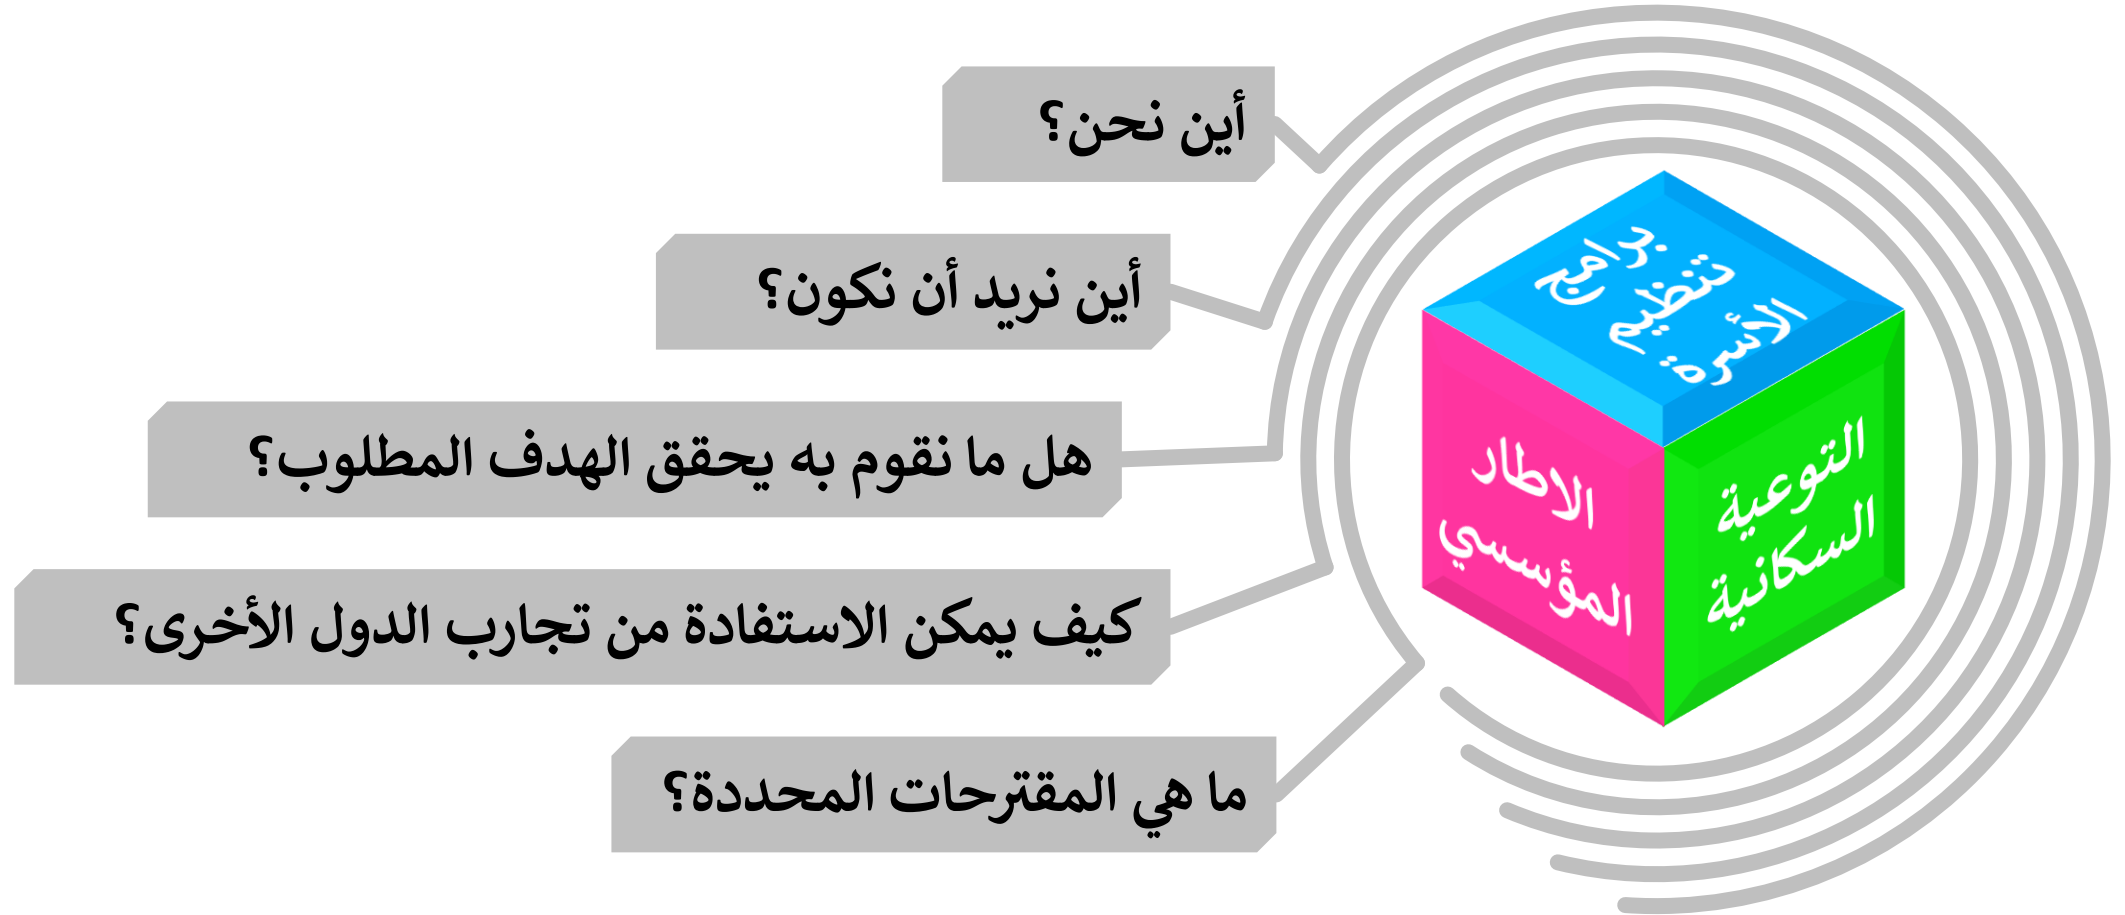 أين نحن؟
أين نريد أن نكون؟
هل ما نقوم به يحقق الهدف المطلوب؟
كيف يمكن الاستفادة من تجارب الدول الأخرى؟
ما هي المقترحات المحددة؟
برامج
تنظيم
الأسرة
التوعية
السكانية
الاطار
المؤسسي